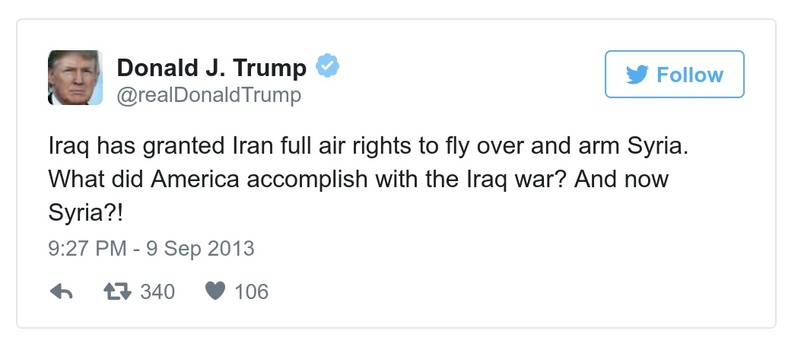 Donald J. Trump
@realDonaldTrump
Follow
Iraq has granted Iran full air rights to fly over and arm Syria.
What did America accomplish with the Iraq war? And now
Syria?!
9:27 PM - 9 Sep 2013
340 106